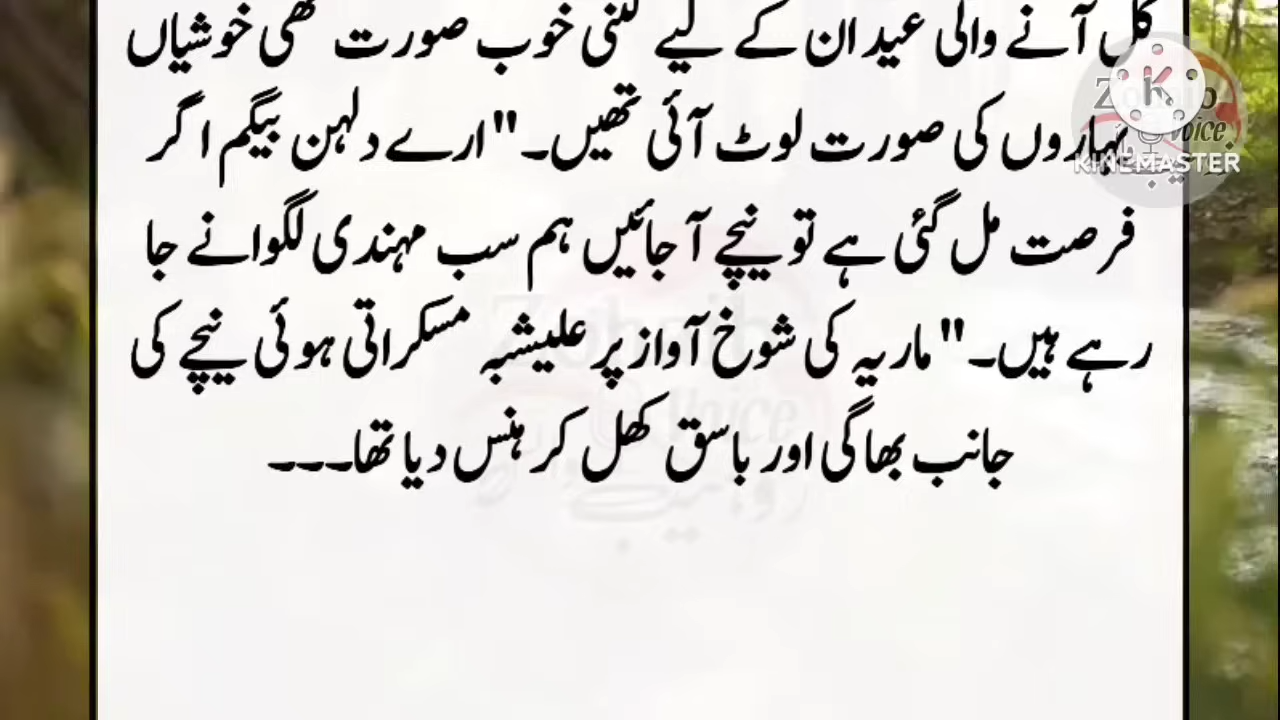 کل آنے والی عید ان کے لیے کتنی خوب صورت تھی خوشیاں
بہاروں کی صورت لوٹ آئی تھیں۔"ارے دلہن بیگم اگر
فرصت مل گئی ہے تو نیچے آ جائیں ہم سب مہندی لگوانے جا
رہے ہیں۔" ماریہ کی شوخ آواز پر علیشبہ مسکراتی ہوئی نیچے کی
جانب بھاگی اور باسق کھل کر ہنس دیا تھا۔۔۔
Voice
KINEMASTER